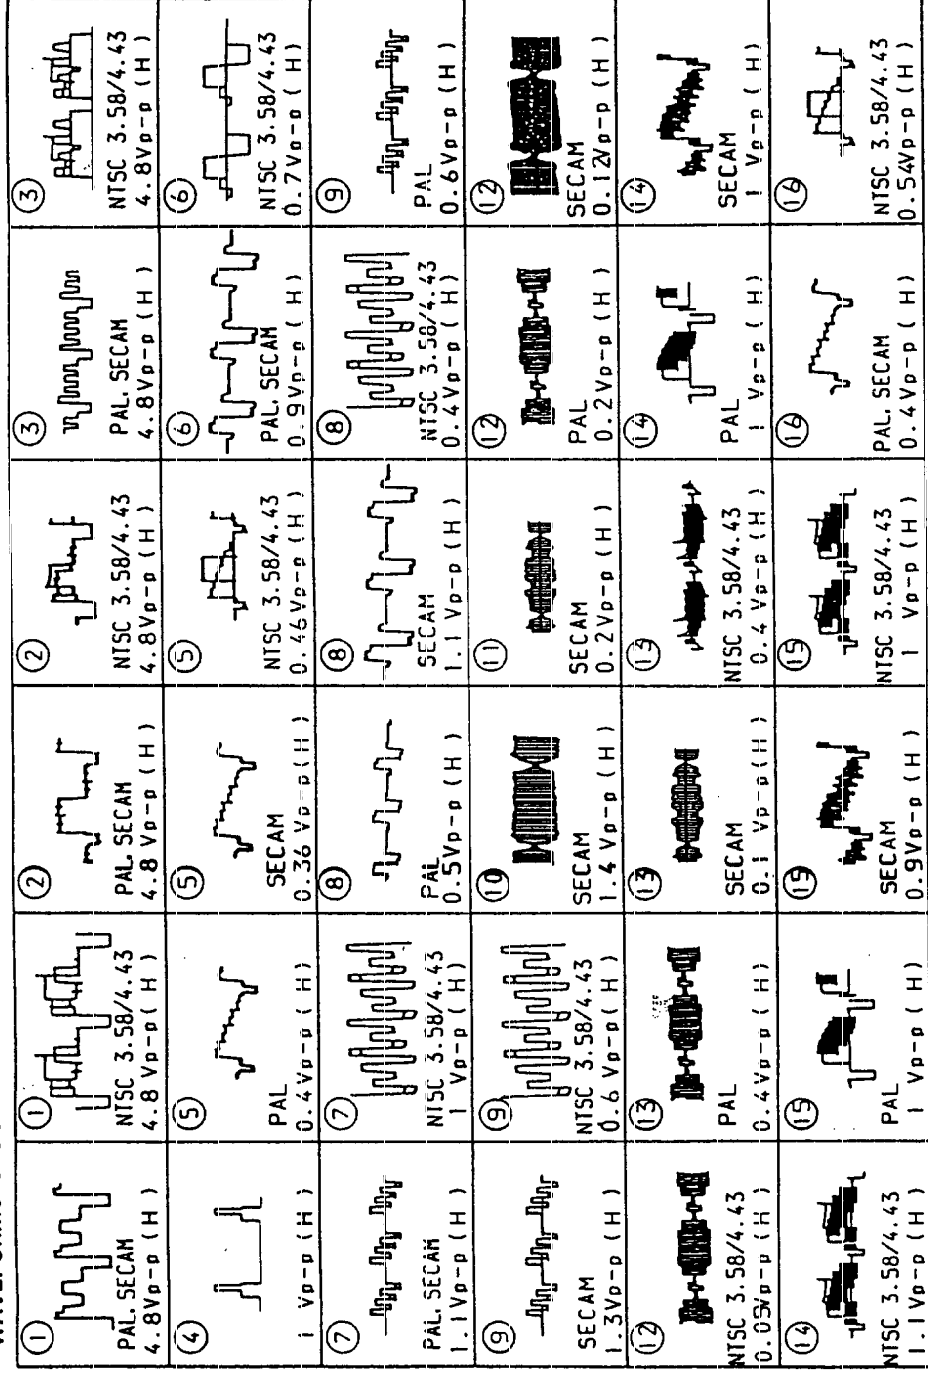 1
PAL.SECAM
4.8Vp-p (H)
1
NTSC 3.58/4.43
4.8 Vp-p (H)
2
PAL.SECAM
4.8 Vp-p (H)
2
NTSC 3.58/4.43
4.8Vp-p (H)
3
PAL.SECAM
4.8Vp-p (H)
3
NTSC 3.58/4.43
4.8Vp-p (H)
4
1 Vp-p (H)
5
PAL
0.4Vp-p (H)
5
SECAM
0.36 Vp-p (H)
5
NTSC 3.58/4.43
0.46Vp-p (H)
6
PAL.SECAM
0.9Vp-p (H)
6
NTSC 3.58/4.43
0.7Vp-p (H)
7
PAL.SECAM
1.1Vp-p (H)
7
NTSC 3.58/4.43
1 Vp-p (H)
8
PAL
0.5Vp-p (H)
8
SECAM
1.1 Vp-p (H)
8
NTSC 3.58/4.43
0.4Vp-p (H)
9
PAL
0.6Vp-p (H)
9
SECAM
1.3Vp-p (H)
9
NTSC 3.58/4.43
0.6 Vp-p (H)
10
SECAM
1.4 Vp-p (H)
11
SECAM
0.2Vp-p (H)
12
PAL
0.2Vp-p (H)
12
SECAM
0.12Vp-p (H)
12
NTSC 3.58/4.43
0.05Vp-p (H)
13
PAL
0.4Vp-p (H)
13
SECAM
0.1 Vp-p (H)
13
NTSC 3.58/4.43
0.4 Vp-p (H)
14
PAL
1 Vp-p (H)
14
SECAM
1 Vp-p (H)
14
NTSC 3.58/4.43
1.1Vp-p (H)
15
PAL
1 Vp-p (H)
15
SECAM
0.9Vp-p (H)
15
NTSC 3.58/4.43
1 Vp-p (H)
16
PAL.SECAM
0.4Vp-p (H)
16
NTSC 3.58/4.43
0.54Vp-p (H)